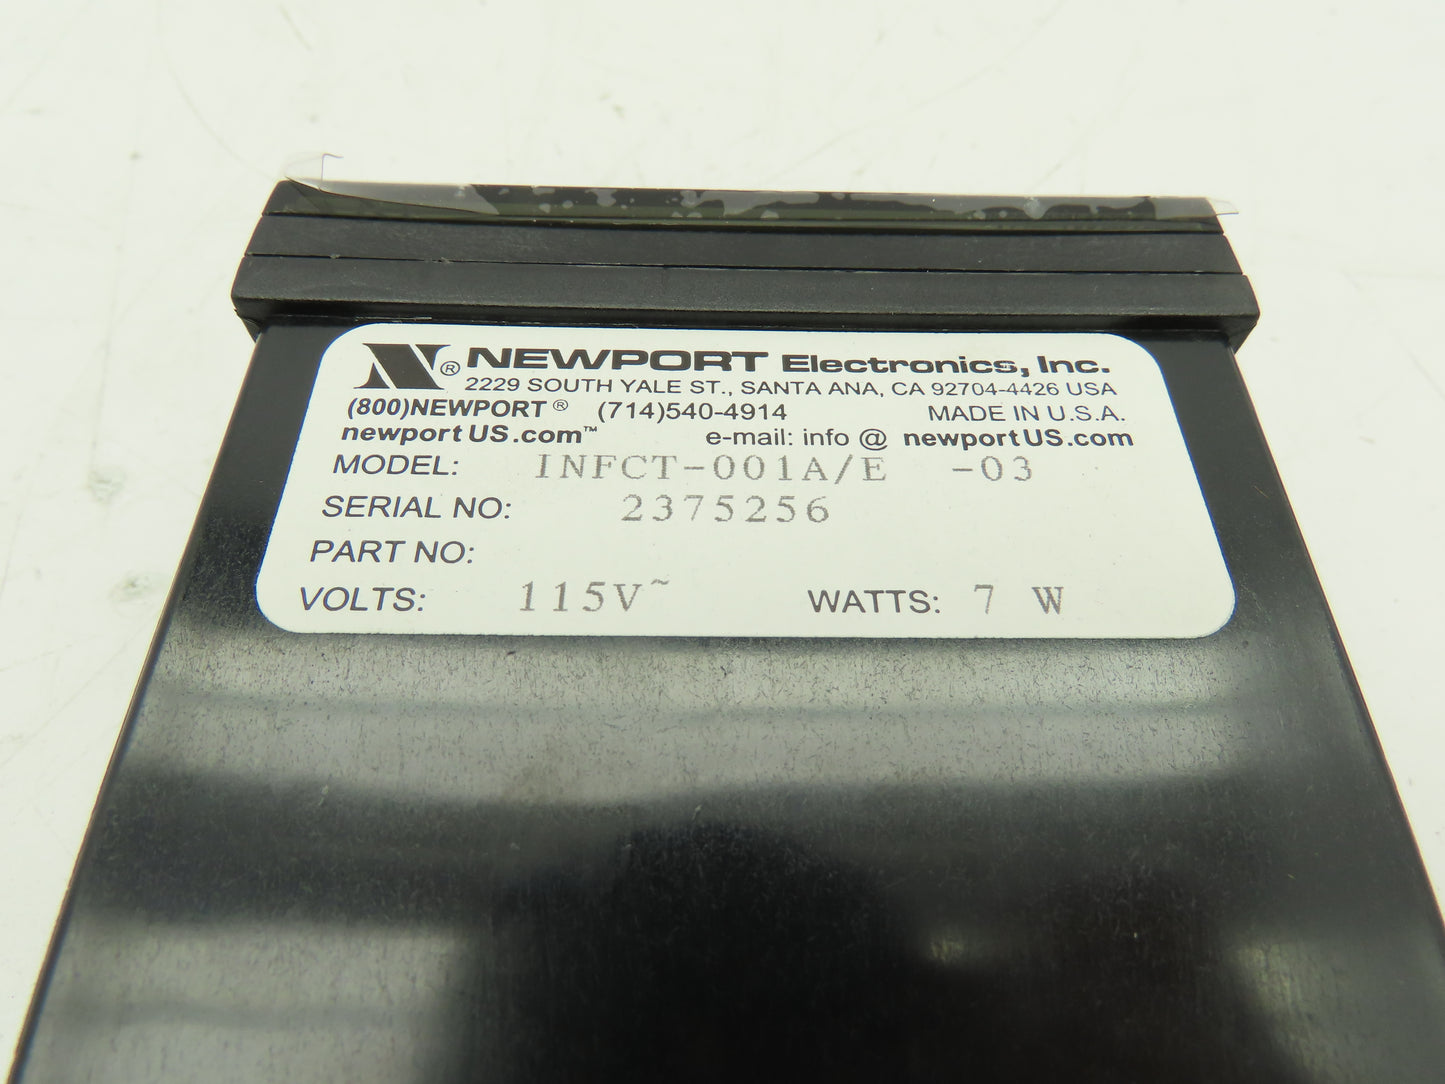 N® NEWPORT Electronics, Inc.
2229 SOUTH YALE ST., SANTA ANA, CA 92704-4426 USA
(800)NEWPORT® (714)540-4914 MADE IN U.S.A.
newportUS.com™ e-mail: info @ newportUS.com
MODEL: INFCT-001A/E -03
SERIAL NO: 2375256
PART NO:
VOLTS: 115V~ WATTS: 7 W